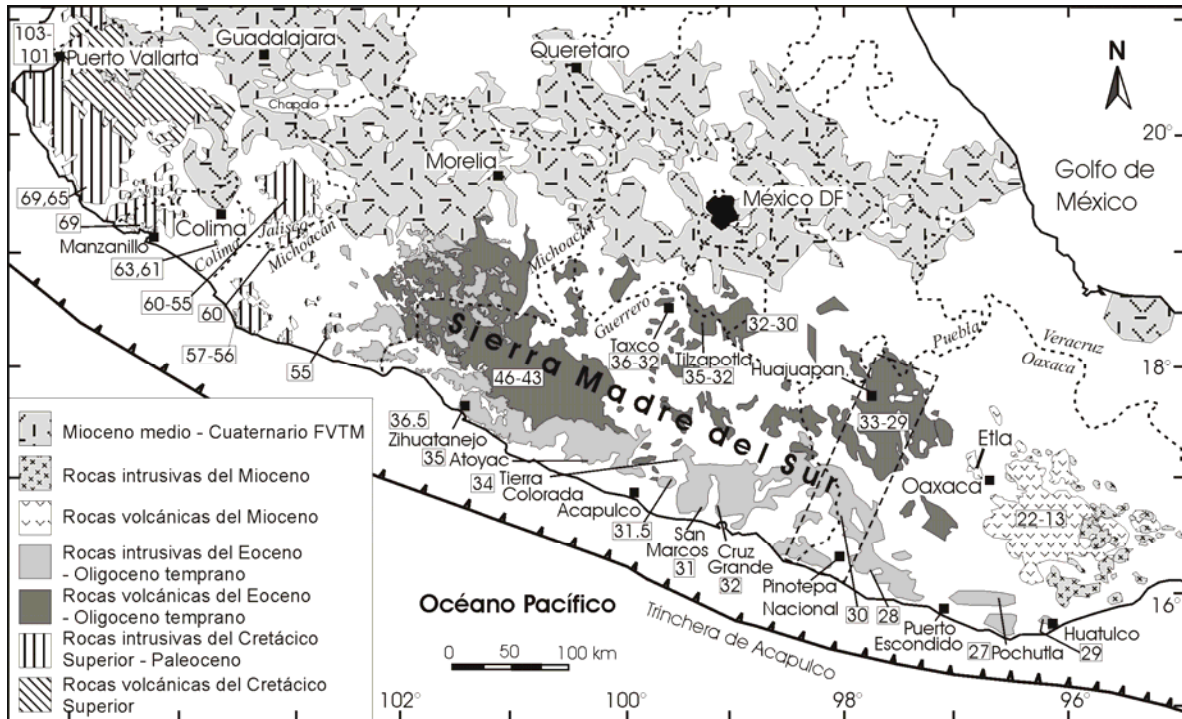 103-
101
Puerto Vallarta
Guadalajara
Queretaro
N
Chapala
20°
Morelia
Golfo de
México
México DF
69,65
69
Manzanillo
Colima
63,61
Colima
Jalisco
Michoacán
Michoacán
60-55
60
57-56
55
Sierra Madre del Sur
46-43
Guerrero
Taxco
36-32
Tilzapotla
35-32
32-30
Huajuapan
33-29
Puebla
Veracruz
Oaxaca
18°
Etla
Oaxaca
22-13
36.5
Zihuatanejo
35
Atoyac
34
Tierra
Colorada
Acapulco
31.5
San
Marcos
31
Cruz
Grande
32
Pinotepa
Nacional
30
28
Puerto
Escondido
27
Pochutla
29
Huatulco
16°
Océano Pacífico
0 50 100 km
Trinchera de Acapulco
Mioceno medio - Cuaternario FVTM
Rocas intrusivas del Mioceno
Rocas volcánicas del Mioceno
Rocas intrusivas del Eoceno
- Oligoceno temprano
Rocas volcánicas del Eoceno
- Oligoceno temprano
Rocas intrusivas del Cretácico
Superior - Paleoceno
Rocas volcánicas del Cretácico
Superior
102°
100°
98°
96°